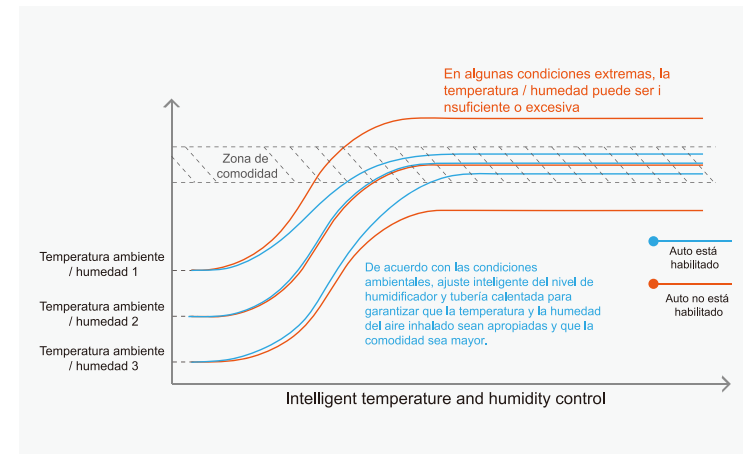 En algunas condiciones extremas, la
temperatura / humedad puede ser i
nsuficiente o excesiva
Zona de
comodidad
Temperatura ambiente
/ humedad 1
Temperatura ambiente
/ humedad 2
Temperatura ambiente
/ humedad 3
De acuerdo con las condiciones
ambientales, ajuste inteligente del nivel de
humidificador y tubería calentada para
garantizar que la temperatura y la humedad
del aire inhalado sean apropiadas y que la
comodidad sea mayor.
Auto está
habilitado
Auto no está
habilitado
Intelligent temperature and humidity control